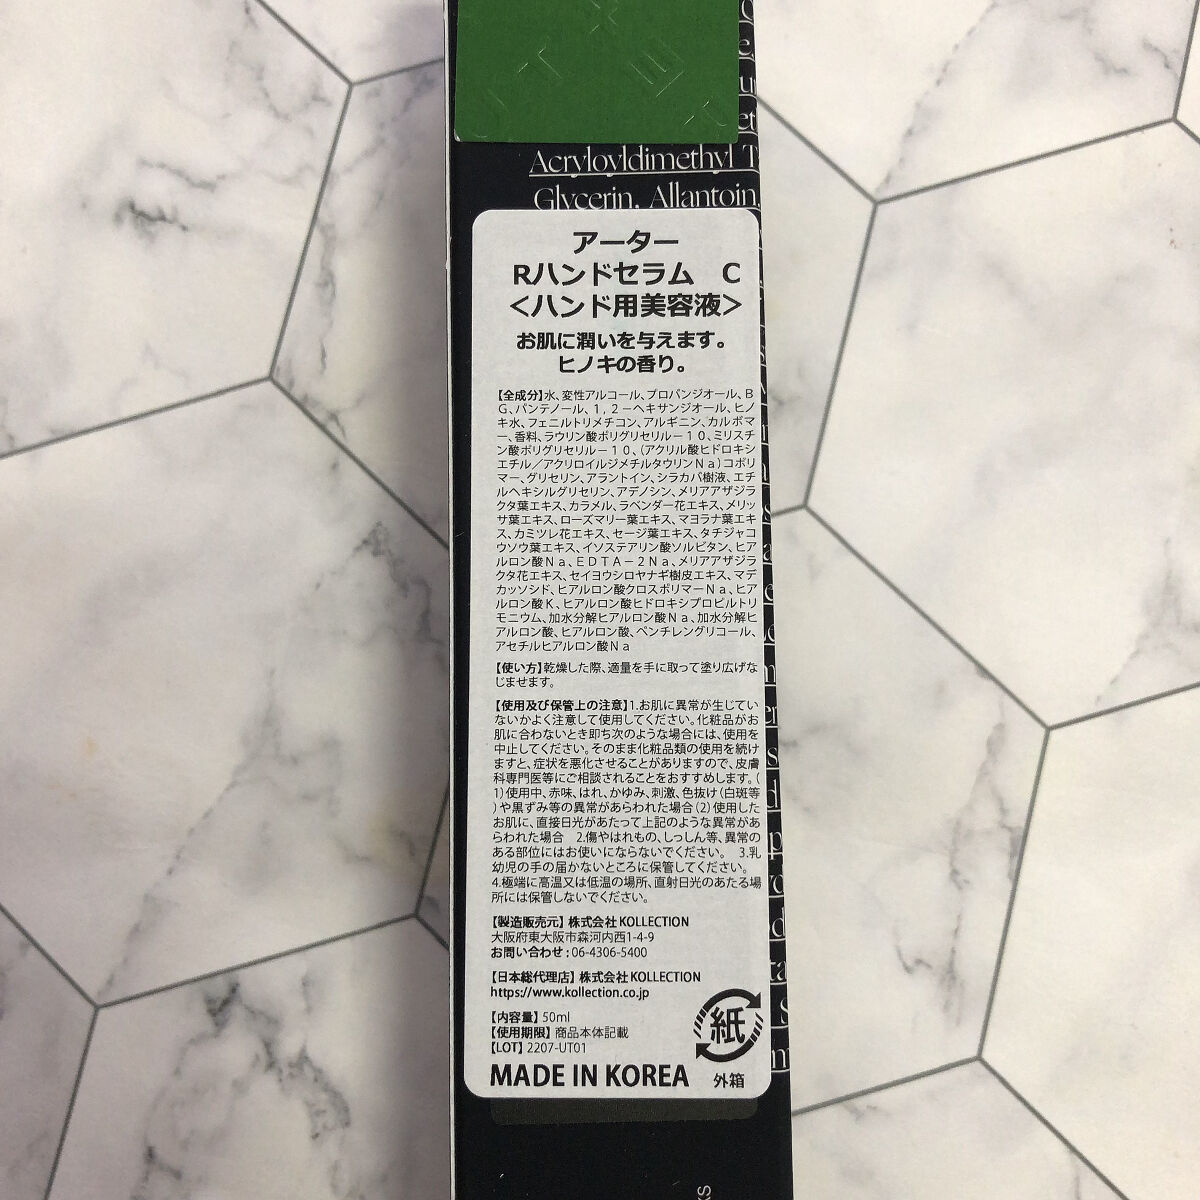 Acryloyldimethyl T
Glycerin, Allantoin,
アーター
Rハンドセラム　C
＜ハンド用美容液＞
お肌に潤いを与えます。
ヒノキの香り。
【全成分】水、変性アルコール、プロパンジオール、B
G、パンテノール、1,2－ヘキサンジオール、ヒノ
キ水、フェニルトリメチコン、アルギニン、カルボマ
ー、香料、ラウリン酸ポリグリセリル－10、ミリスチ
ン酸ポリグリセリル－10、（アクリル酸ヒドロキシ
エチル／アクリロイルジメチルタウリンNa）コポリ
マー、グリセリン、アラントイン、シラカバ樹液、エチ
ルヘキシルグリセリン、アデノシン、メリアアザジラ
クタ葉エキス、カラメル、ラベンダー花エキス、メリッ
サ葉エキス、ローズマリー葉エキス、マヨラナ葉エキ
ス、カミツレ花エキス、セージ葉エキス、タチジャコ
ウソウ葉エキス、イソステアリン酸ソルビタン、ヒア
ルロン酸Na、EDTA－2Na、メリアアザジラ
クタ花エキス、セイヨウシロヤナギ樹皮エキス、マデ
カッソシド、ヒアルロン酸クロスポリマーNa、ヒア
ルロン酸K、ヒアルロン酸ヒドロキシプロピルトリ
モニウム、加水分解ヒアルロン酸Na、加水分解ヒ
アルロン酸、ヒアルロン酸、ペンチレングリコール、
アセチルヒアルロン酸Na
【使い方】乾燥した際、適量を手に取って塗り広げな
じませます。
【使用及び保管上の注意】1.お肌に異常が生じてい
ないかよく注意して使用してください。化粧品がお
肌に合わないとき即ち次のような場合には、使用を
中止してください。そのまま化粧品類の使用を続け
ますと、症状を悪化させることがありますので、皮膚
科専門医等にご相談されることをおすすめします。（
1）使用中、赤味、はれ、かゆみ、刺激、色抜け（白斑等
）や黒ずみ等の異常があらわれた場合（2）使用した
お肌に、直接日光があたって上記のような異常があ
らわれた場合　2.傷やはれもの、しっしん等、異常の
ある部位にはお使いにならないでください。　3.乳
幼児の手の届かないところに保管してください。
4.極端に高温又は低温の場所、直射日光のあたる場
所には保管しないでください。
【製造販売元】株式会社KOLLECTION
大阪府東大阪市森河内西1-4-9
お問い合わせ：06-4306-5400
【日本総代理店】株式会社KOLLECTION
https://www.kollection.co.jp
【内容量】50ml
【使用期限】商品本体記載
【LOT】2207-UT01
MADE IN KOREA
紙
外箱